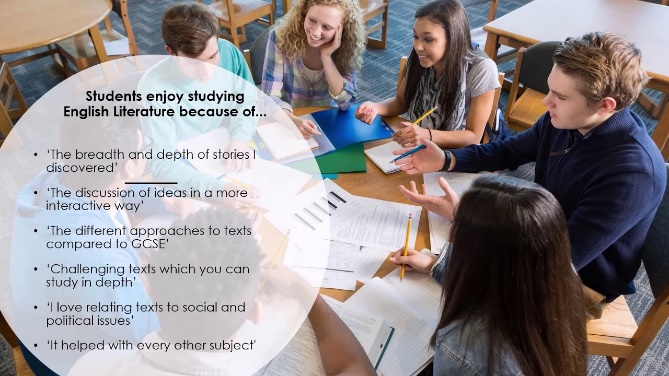 Students enjoy studying
English Literature because of...
• ‘The breadth and depth of stories I
discovered’
• ‘The discussion of ideas in a more
interactive way’
• ‘The different approaches to texts
compared to GCSE’
• ‘Challenging texts which you can
study in depth’
• ‘I love relating texts to social and
political issues’
• ‘It helped with every other subject’